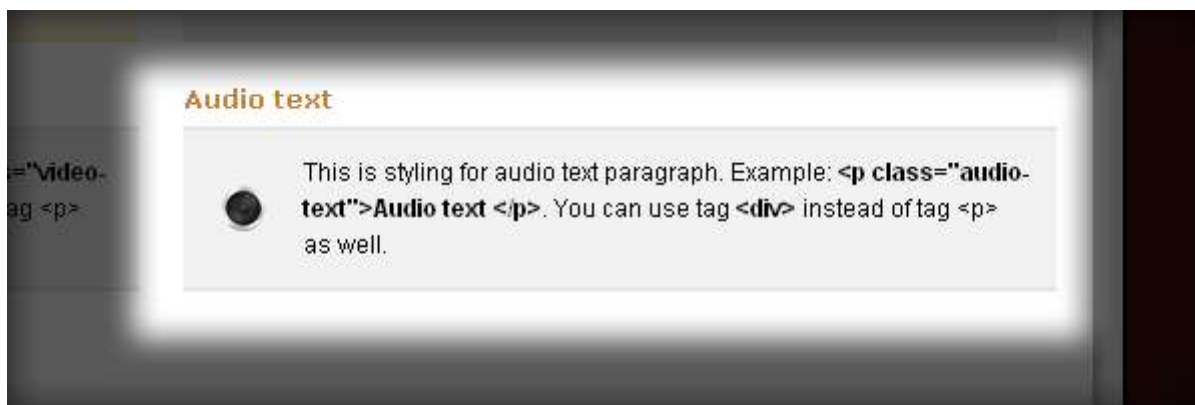 Audio text
s="video-
ag <p>
This is styling for audio text paragraph. Example: <p class="audio-
text">Audio text </p>. You can use tag <div> instead of tag <p>
as well.